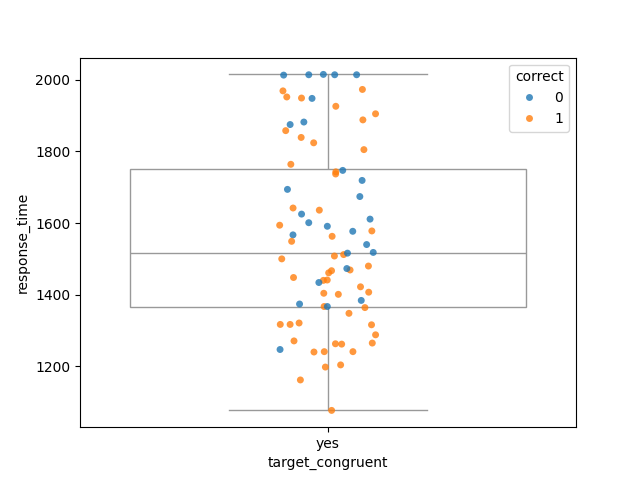 correct
0
1
2000
1800
1600
1400
1200
response_time
yes
target_congruent